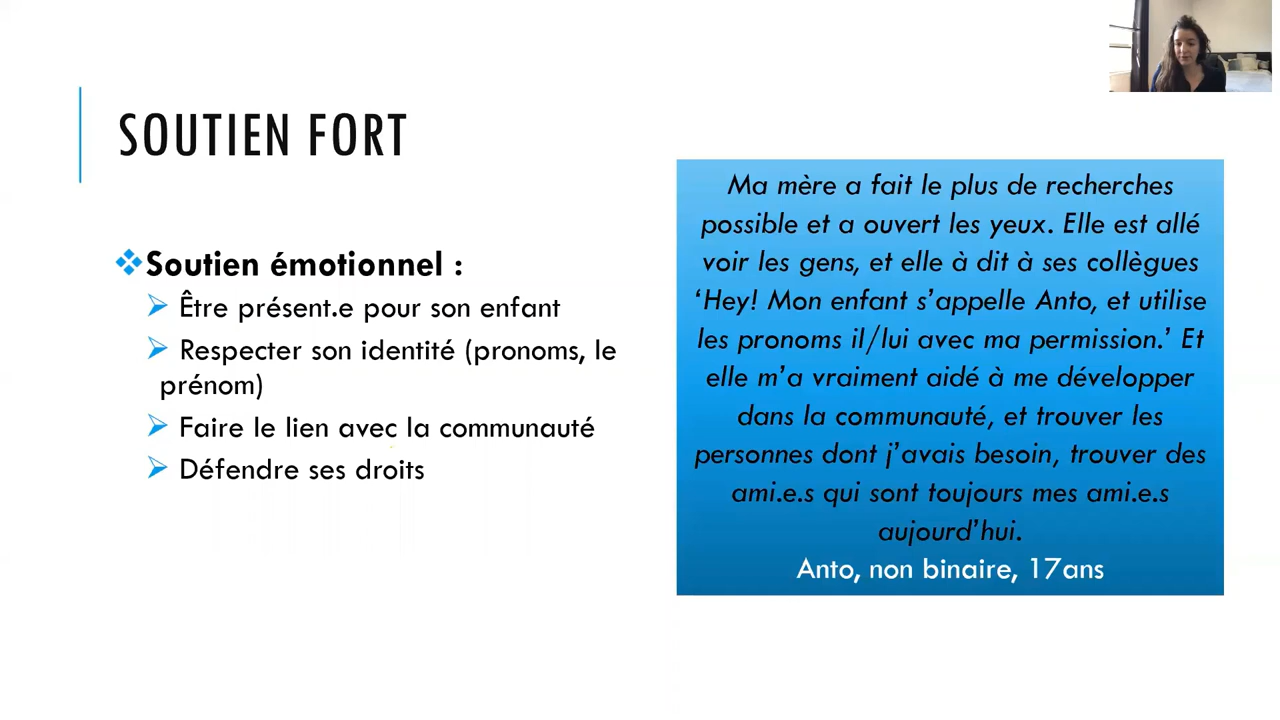 SOUTIEN FORT
Soutien émotionnel :
Être présent.e pour son enfant
Respecter son identité (pronoms, le
prénom)
Faire le lien avec la communauté
Défendre ses droits
Ma mère a fait le plus de recherches
possible et a ouvert les yeux. Elle est allé
voir les gens, et elle à dit à ses collègues
‘Hey! Mon enfant s’appelle Anto, et utilise
les pronoms il/lui avec ma permission.’ Et
elle m’a vraiment aidé à me développer
dans la communauté, et trouver les
personnes dont j’avais besoin, trouver des
ami.e.s qui sont toujours mes ami.e.s
aujourd’hui.
Anto, non binaire, 17ans